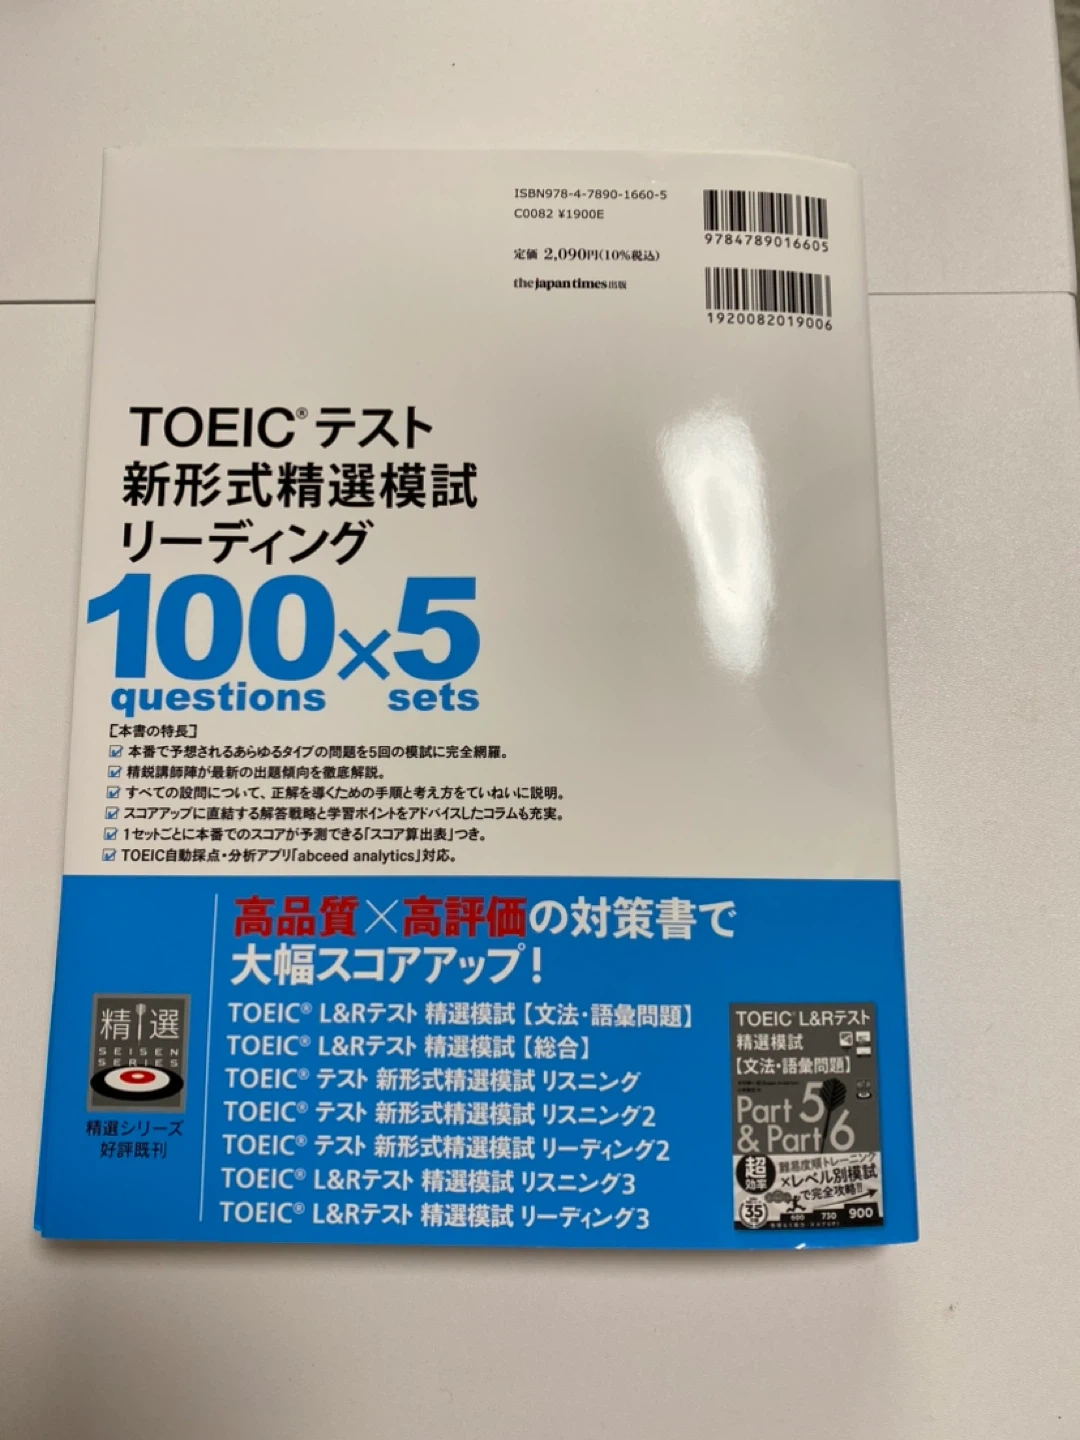 ISBN978-4-7890-1660-5
C0082 ¥1900E
定価 2,090円(10%税込)
the japan times出版
9784789016605
1920082019006
TOEIC®テスト
新形式精選模試
リーディング
100×5
questions sets
[本書の特長]
本番で予想されるあらゆるタイプの問題を5回の模試に完全網羅。
精鋭講師陣が最新の出題傾向を徹底解説。
すべての設問について、正解を導くための手順と考え方をていねいに説明。
スコアアップに直結する解答戦略と学習ポイントをアドバイスしたコラムも充実。
1セットごとに本番でのスコアが予測できる「スコア算出表」つき。
TOEIC自動採点・分析アプリ「abceed analytics」対応。
高品質×高評価の対策書で
大幅スコアアップ!
TOEIC® L&Rテスト 精選模試【文法・語彙問題】
TOEIC® L&Rテスト 精選模試【総合】
TOEIC® テスト 新形式精選模試 リスニング
TOEIC® テスト 新形式精選模試 リスニング2
TOEIC® テスト 新形式精選模試 リーディング2
TOEIC® L&Rテスト 精選模試 リスニング3
TOEIC® L&Rテスト 精選模試 リーディング3
精選
SEISEN
SERIES
精選シリーズ
好評既刊
TOEIC® L&Rテスト
精選模試
【文法・語彙問題】
Part 5
& Part 6
超
効率
難易度順トレーニング
×レベル別模試
で完全攻略!!
35
600 730 900